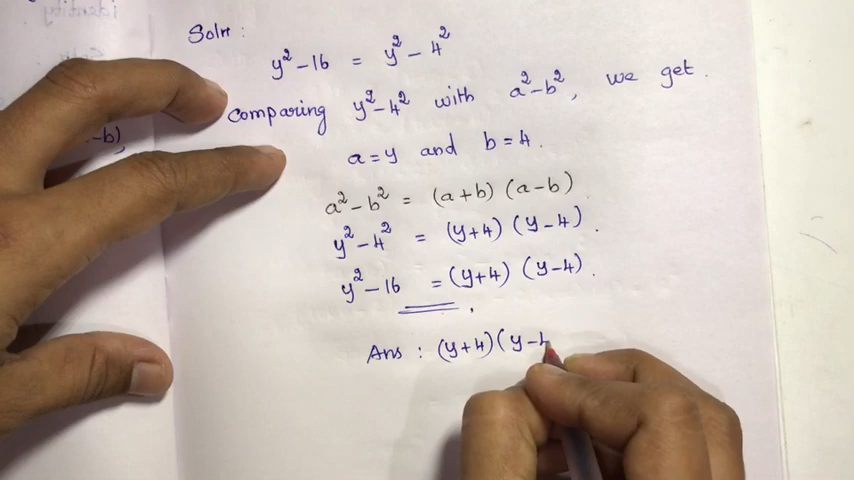 Soln :
y² - 16 = y² - 4²
Comparing y² - 4² with a² - b², we get.
a = y and b = 4.
a² - b² = (a+b) (a-b)
y² - 4² = (y+4) (y-4).
y² - 16 = (y+4) (y-4).
Ans : (y+4) (y-4
-b)